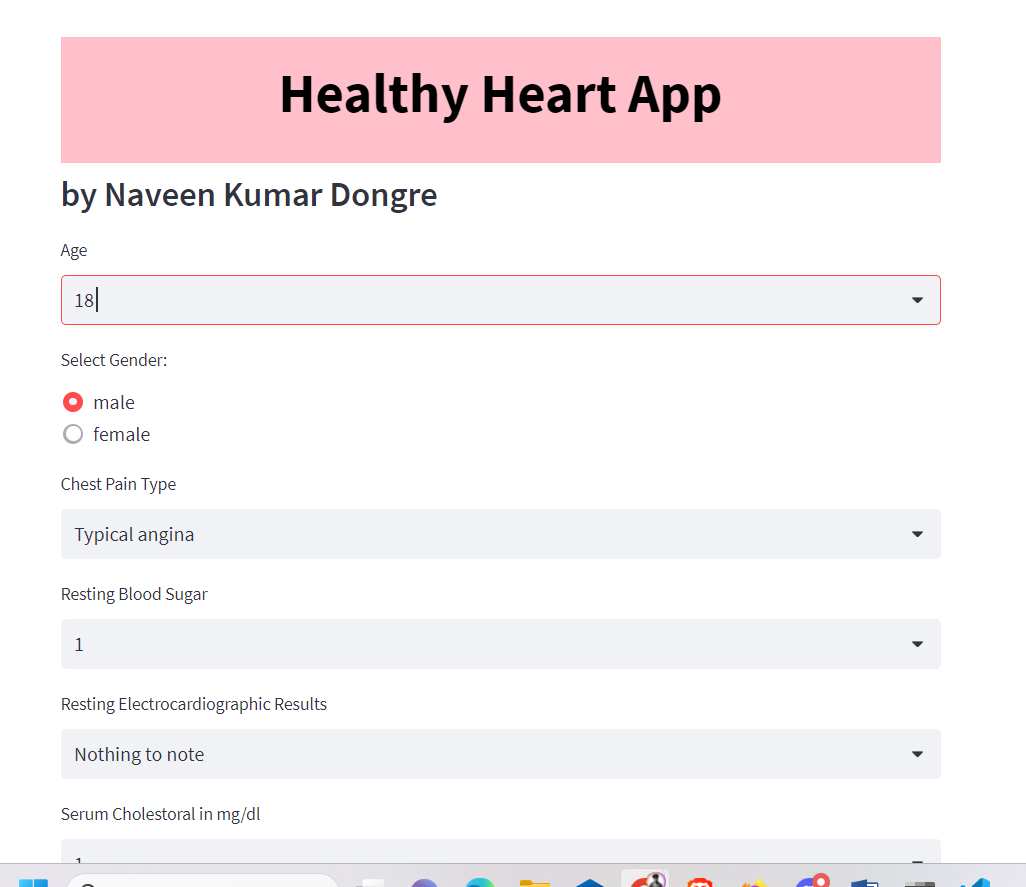 Healthy Heart App
by Naveen Kumar Dongre
Age
18
Select Gender:
male
female
Chest Pain Type
Typical angina
Resting Blood Sugar
1
Resting Electrocardiographic Results
Nothing to note
Serum Cholestoral in mg/dl
1